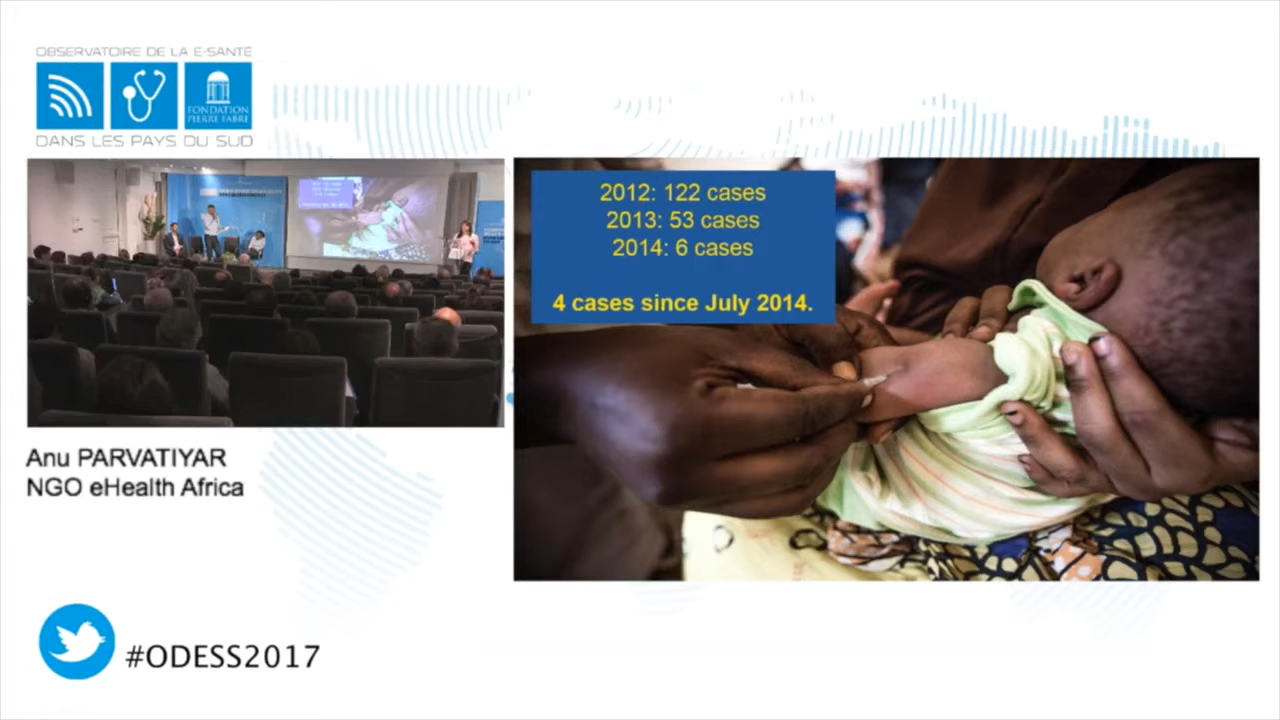 OBSERVATOIRE DE LA E-SANTÉ
FONDATION
PIERRE FABRE
DANS LES PAYS DU SUD
2012: 122 cases
2013: 53 cases
2014: 6 cases
4 cases since July 2014.
Anu PARVATIYAR
NGO eHealth Africa
#ODESS2017